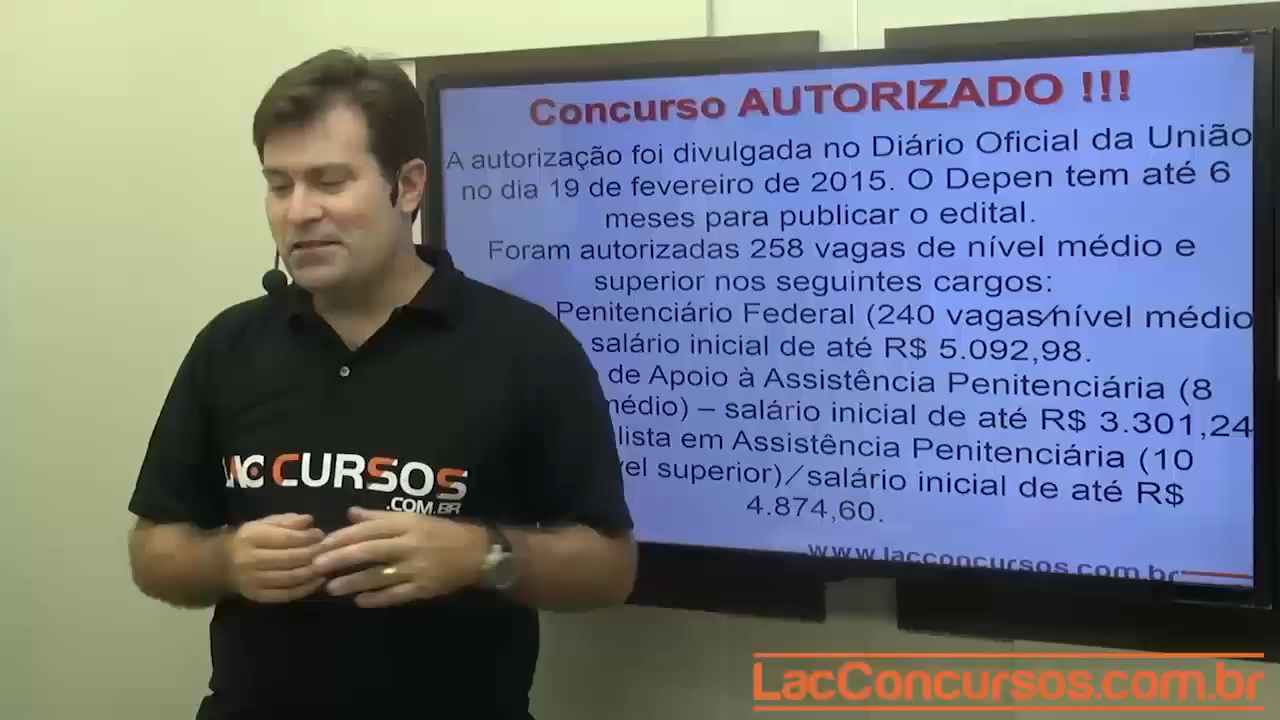 Concurso AUTORIZADO !!!
A autorização foi divulgada no Diário Oficial da União
no dia 19 de fevereiro de 2015. O Depen tem até 6
meses para publicar o edital.
Foram autorizadas 258 vagas de nível médio e
superior nos seguintes cargos:
Penitenciário Federal (240 vagas/nível médio
salário inicial de até R$ 5.092,98.
de Apoio à Assistência Penitenciária (8
médio) – salário inicial de até R$ 3.301,24
lista em Assistência Penitenciária (10
vel superior)/salário inicial de até R$
4.874,60.
www.lacconcursos.com.br
LAC CURSOS
.COM.BR
LacConcursos.com.br